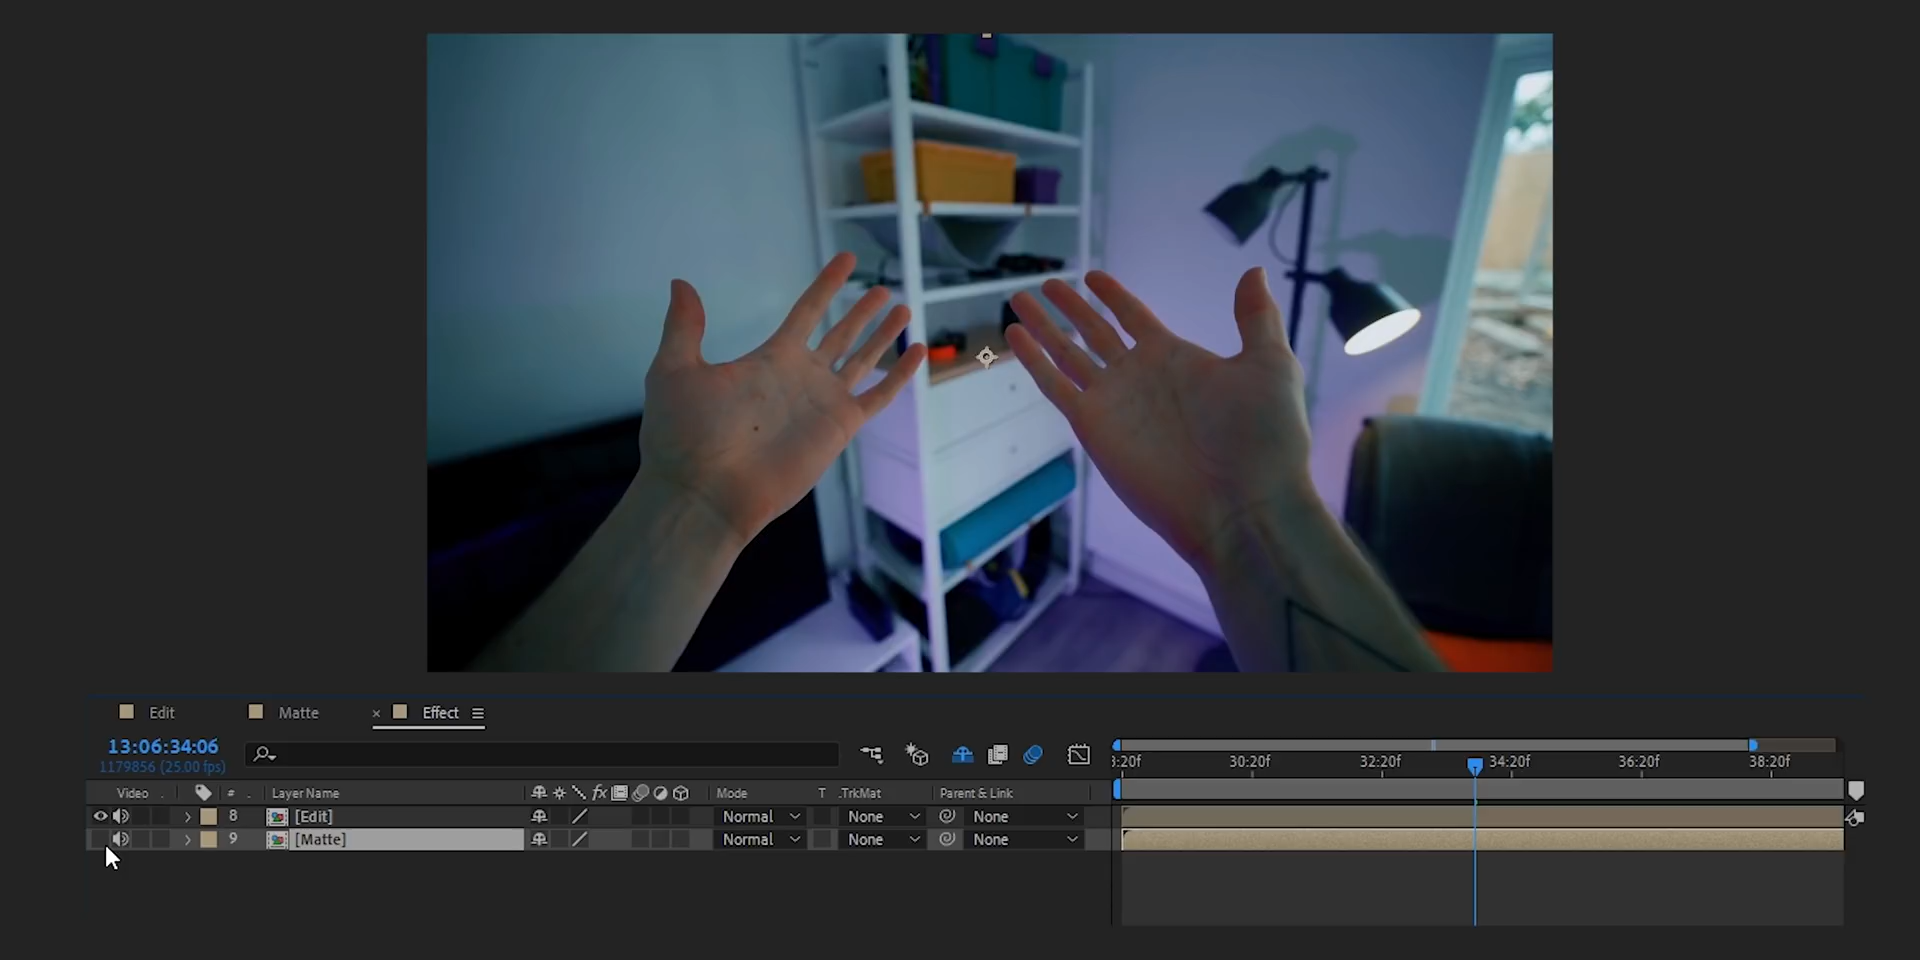 Edit Matte × Effect
13:06:34:06
1179856 (25.00 fps)
:20f 30:20f 32:20f 34:20f 36:20f 38:20f
Video # Layer Name fx Mode T .TrkMat Parent & Link
8 [Edit] Normal None None
9 [Matte] Normal None None